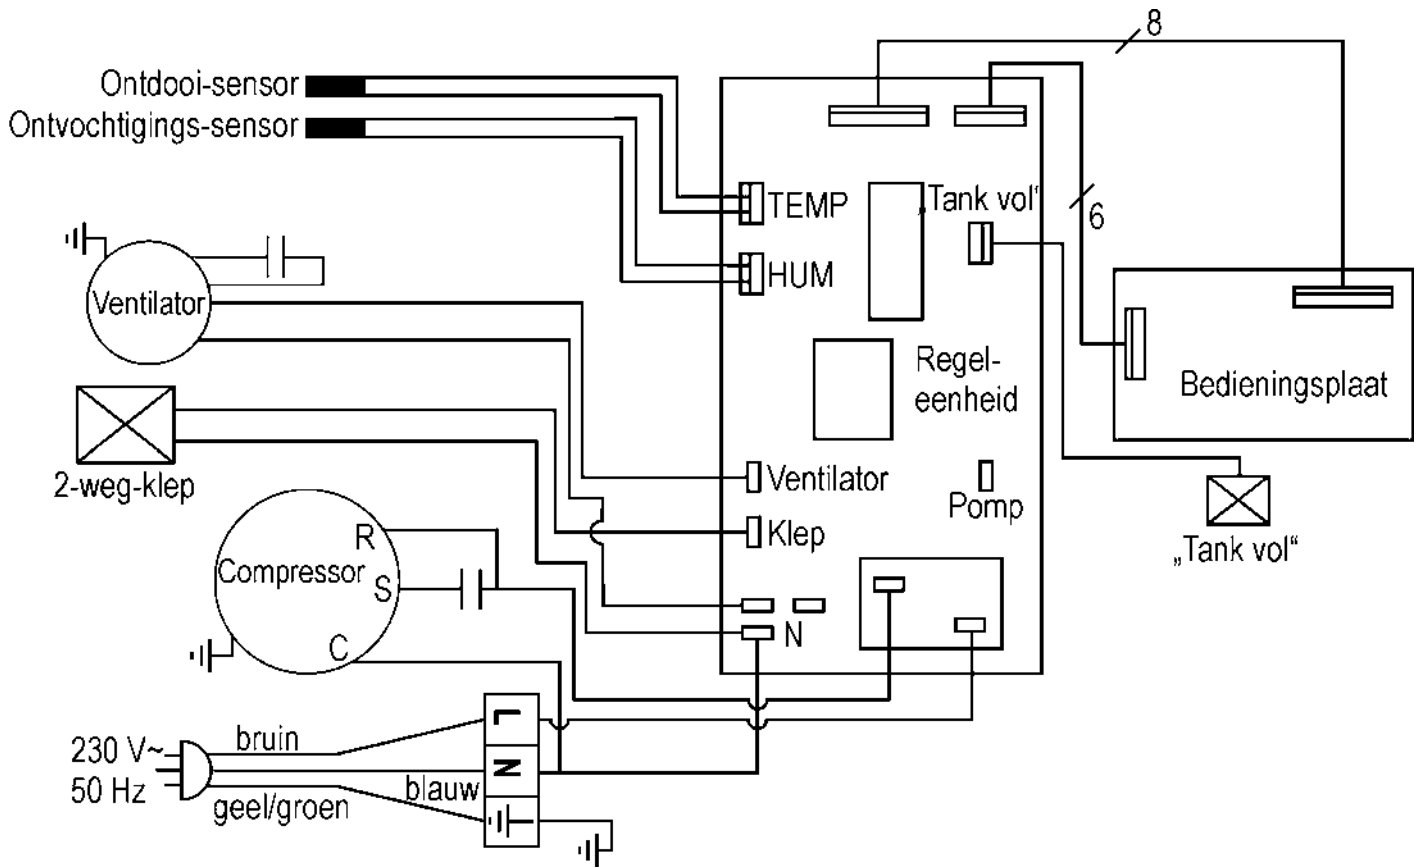 8
Ontdooi-sensor
Ontvochtigings-sensor
TEMP
„Tank vol“
6
HUM
Ventilator
Regel-
eenheid
Bedieningsplaat
2-weg-klep
Ventilator
Pomp
Klep
„Tank vol“
R
Compressor
S
C
N
L
bruin
230 V~
50 Hz
N
blauw
geel/groen